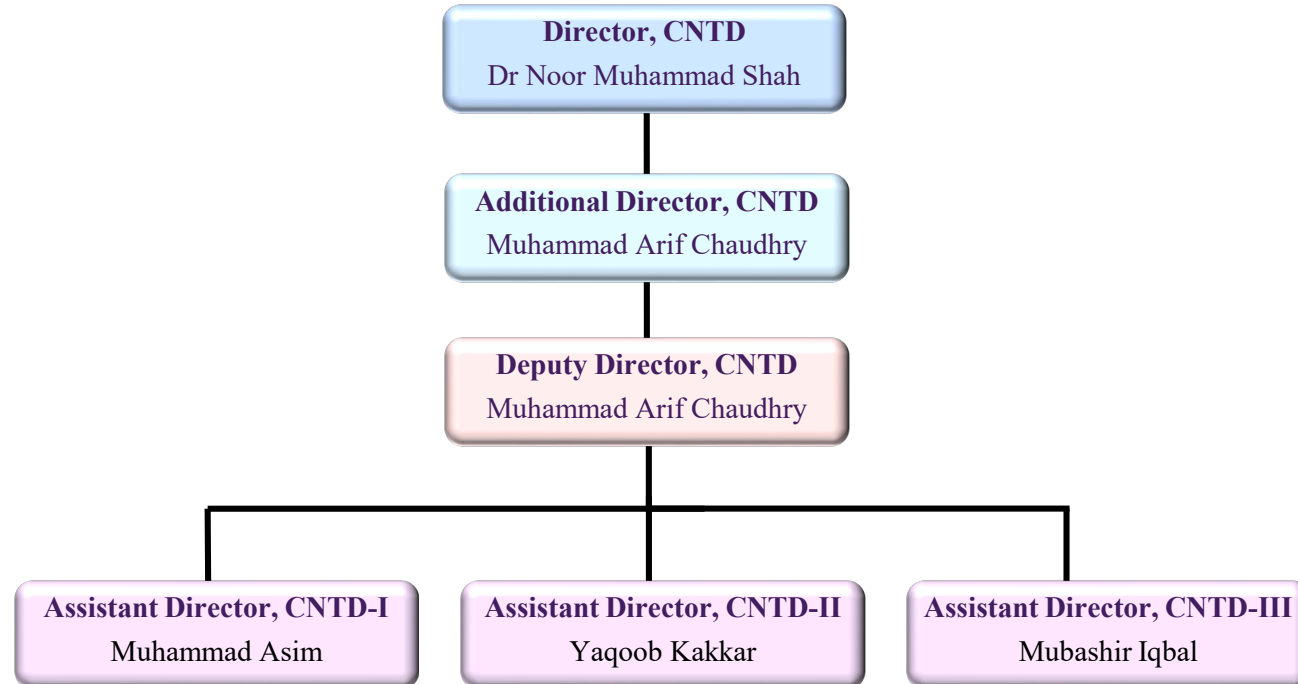 Director, CNTD
Dr Noor Muhammad Shah
Additional Director, CNTD
Muhammad Arif Chaudhry
Deputy Director, CNTD
Muhammad Arif Chaudhry
Assistant Director, CNTD-I
Muhammad Asim
Assistant Director, CNTD-II
Yaqoob Kakkar
Assistant Director, CNTD-III
Mubashir Iqbal